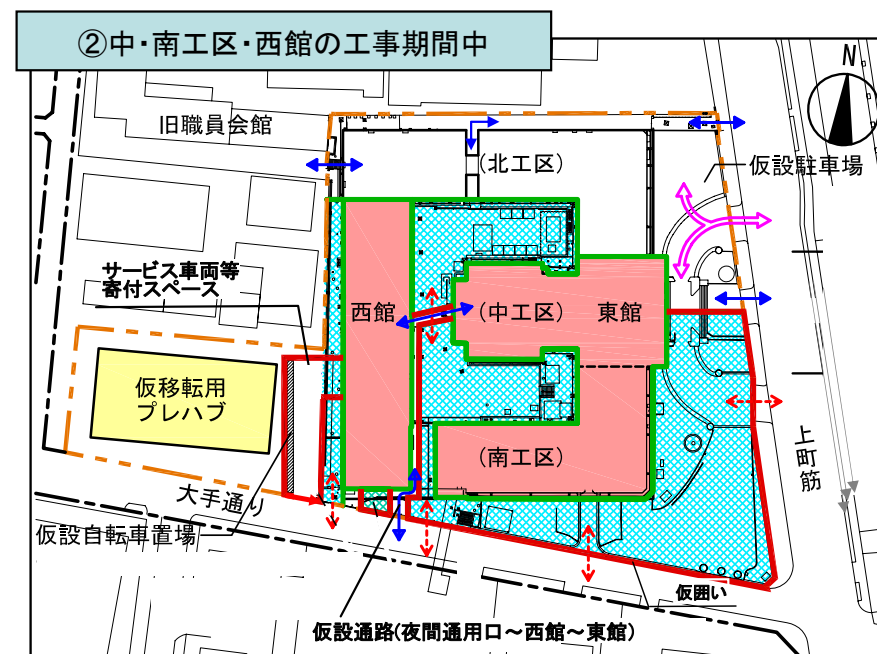 ②中・南工区・西館の工事期間中
N
旧職員会館
(北工区)
仮設駐車場
サービス車両等
寄付スペース
西館
(中工区)
東館
仮移転用
プレハブ
(南工区)
上町筋
大手通り
仮設自転車置場
仮囲い
仮設通路(夜間通用口～西館～東館)